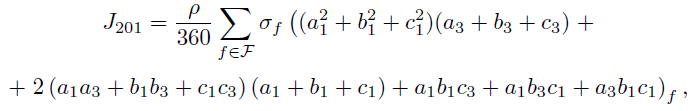 J_{201} = \frac{\rho}{360} \sum_{f \in \mathcal{F}} \sigma_f \left( (a_1^2 + b_1^2 + c_1^2)(a_3 + b_3 + c_3) + \right.
\left. + 2 (a_1 a_3 + b_1 b_3 + c_1 c_3) (a_1 + b_1 + c_1) + a_1 b_1 c_3 + a_1 b_3 c_1 + a_3 b_1 c_1 \right)_f ,